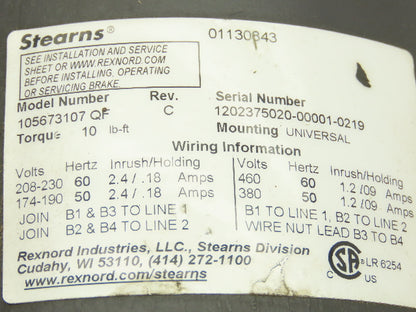 Stearns® 01130643
SEE INSTALLATION AND SERVICE
SHEET OR WWW.REXNORD.COM
BEFORE INSTALLING, OPERATING
OR SERVICING BRAKE.
Model Number Rev. Serial Number
105673107 QF C 1202375020-00001-0219
Torque 10 lb-ft Mounting UNIVERSAL
Wiring Information
Volts Hertz Inrush/Holding Volts Hertz Inrush/Holding
208-230 60 2.4 / .18 Amps 460 60 1.2 /09 Amps
174-190 50 2.4 / .18 Amps 380 50 1.2 /09 Amps
JOIN B1 & B3 TO LINE 1 B1 TO LINE 1, B2 TO LINE 2
JOIN B2 & B4 TO LINE 2 WIRE NUT LEAD B3 TO B4
Rexnord Industries, LLC., Stearns Division
Cudahy, WI 53110, (414) 272-1100
www.rexnord.com/stearns
C SA ® US LR 6254